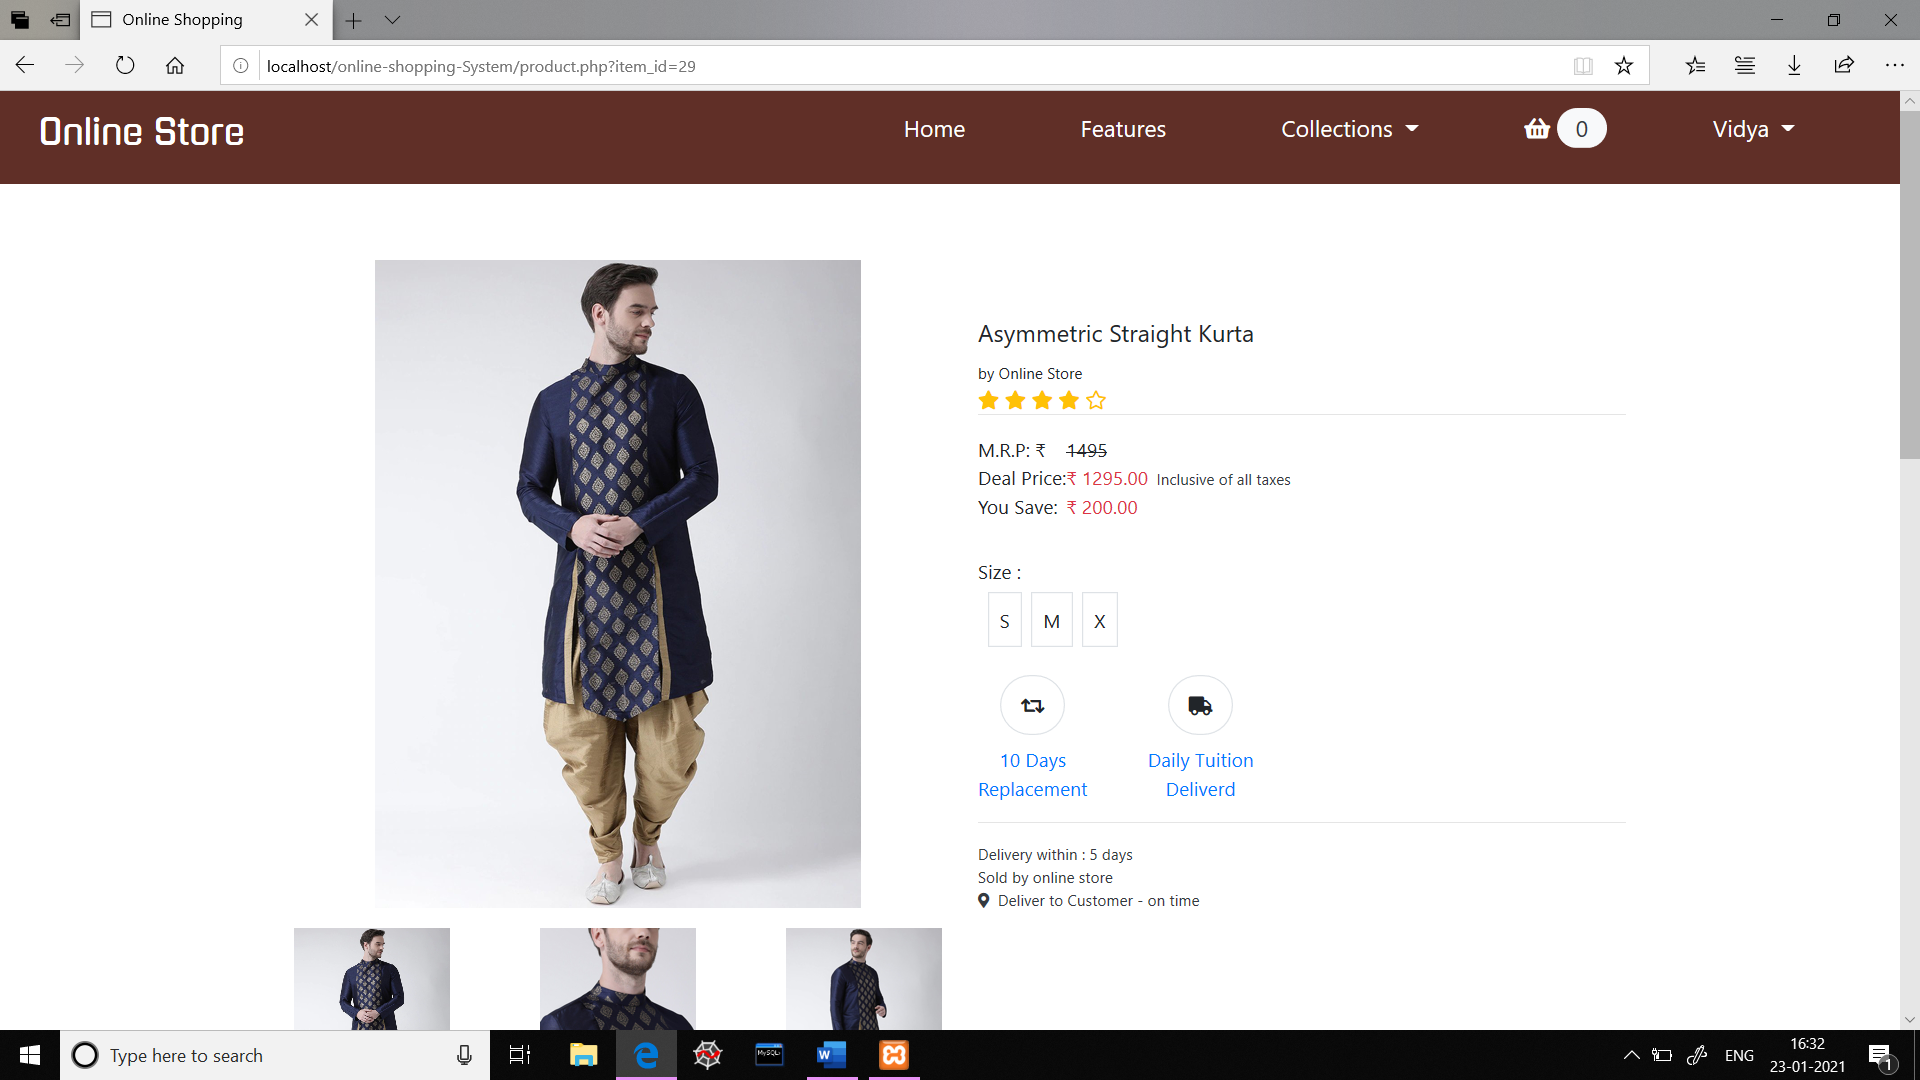 Online Shopping
localhost/online-shopping-System/product.php?item_id=29
Online Store
Home
Features
Collections
0
Vidya
Asymmetric Straight Kurta
by Online Store
M.R.P: ₹ 1495
Deal Price:₹ 1295.00 Inclusive of all taxes
You Save: ₹ 200.00
Size :
S
M
X
10 Days
Replacement
Daily Tuition
Deliverd
Delivery within : 5 days
Sold by online store
Deliver to Customer - on time
Type here to search
MySQL
W
ENG
16:32
23-01-2021
1